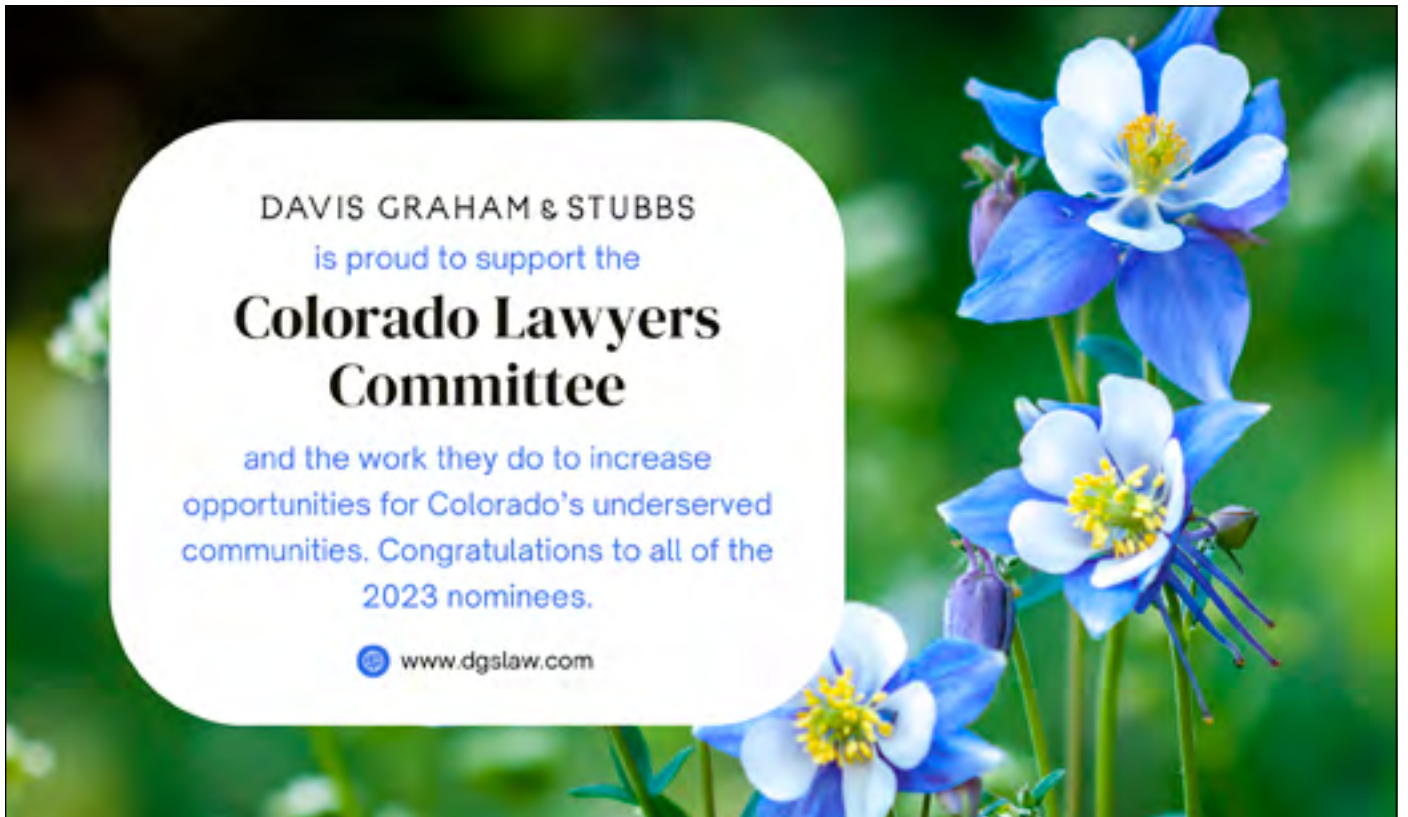 DAVIS GRAHAM & STUBBS
is proud to support the
Colorado Lawyers
Committee
and the work they do to increase
opportunities for Colorado's underserved
communities. Congratulations to all of the
2023 nominees.
www.dgslaw.com